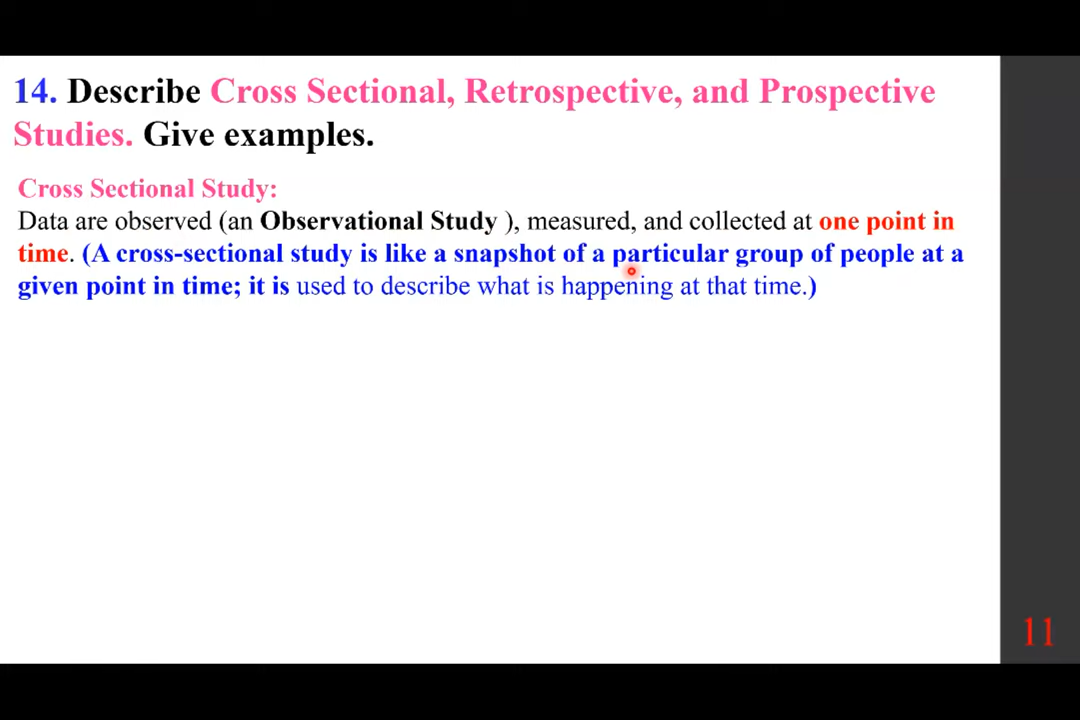 14. Describe Cross Sectional, Retrospective, and Prospective
Studies. Give examples.
Cross Sectional Study:
Data are observed (an Observational Study ), measured, and collected at one point in
time. (A cross-sectional study is like a snapshot of a particular group of people at a
given point in time; it is used to describe what is happening at that time.)
11